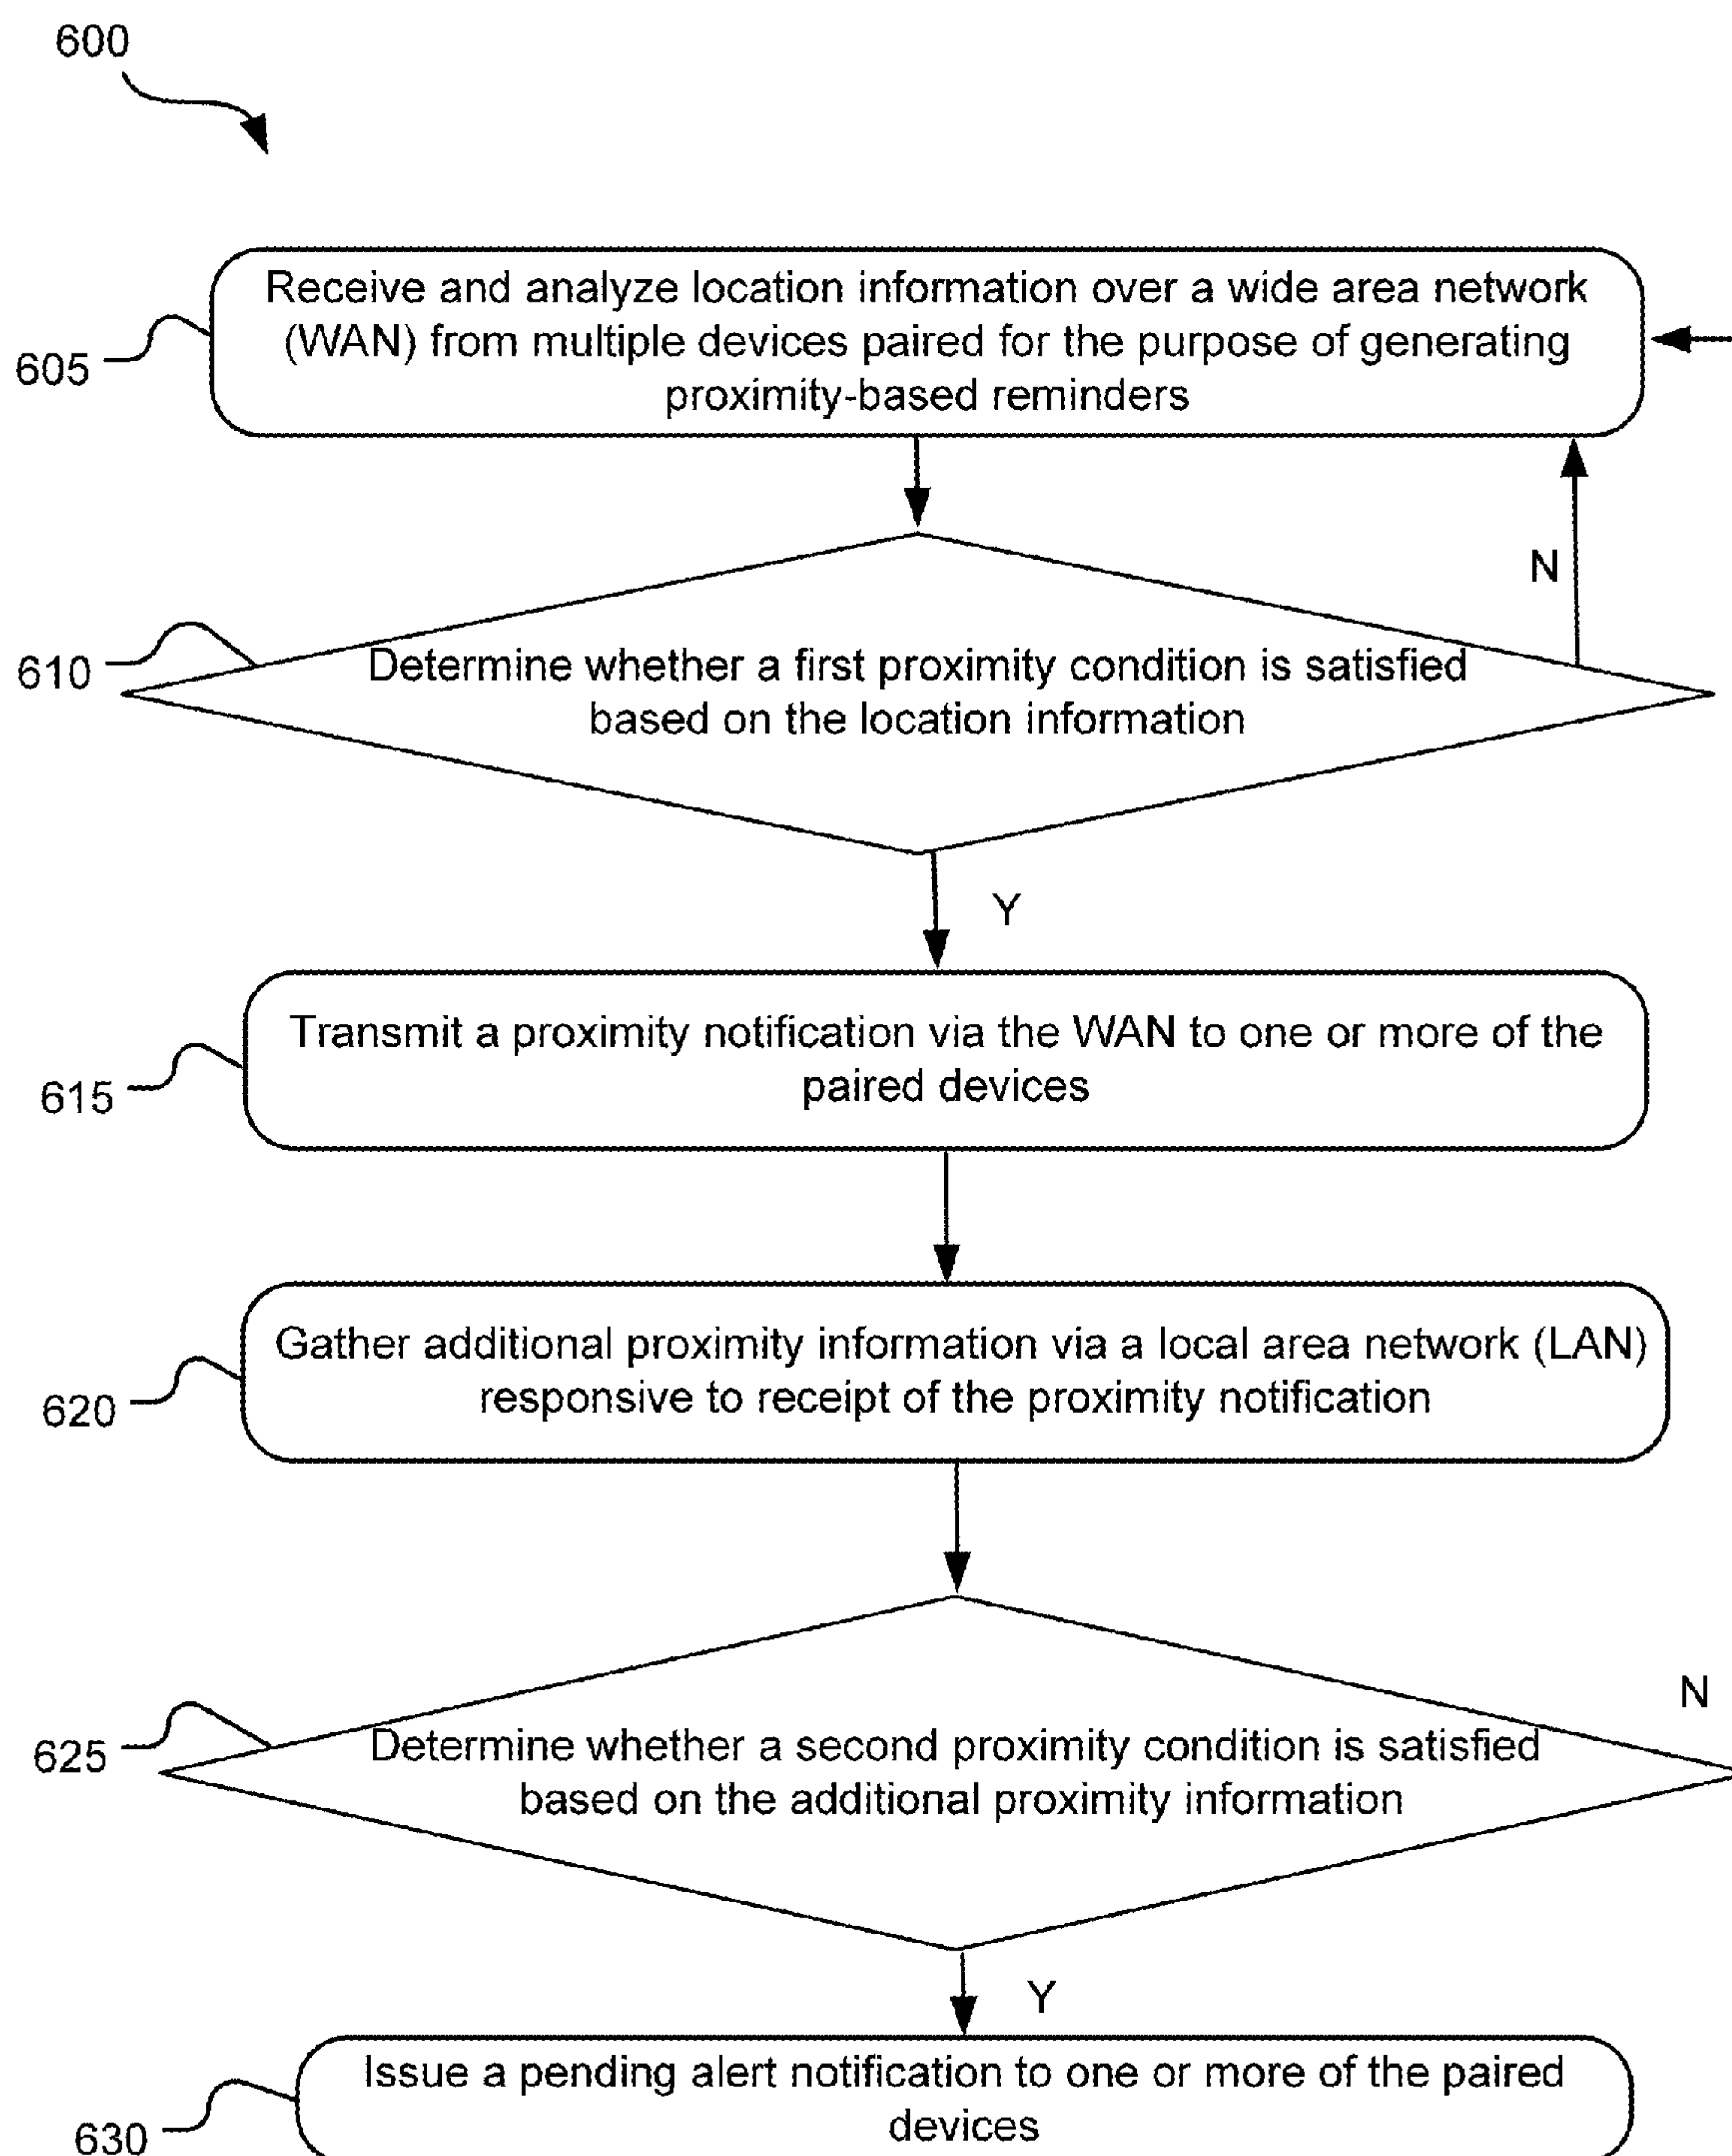 600
Receive and analyze location information over a wide area network
(WAN) from multiple devices paired for the purpose of generating
proximity-based reminders
605
N
610
Determine whether a first proximity condition is satisfied
based on the location information
Y
Transmit a proximity notification via the WAN to one or more of the
paired devices
615
Gather additional proximity information via a local area network (LAN)
responsive to receipt of the proximity notification
620
N
625
Determine whether a second proximity condition is satisfied
based on the additional proximity information
Y
Issue a pending alert notification to one or more of the paired
devices
630